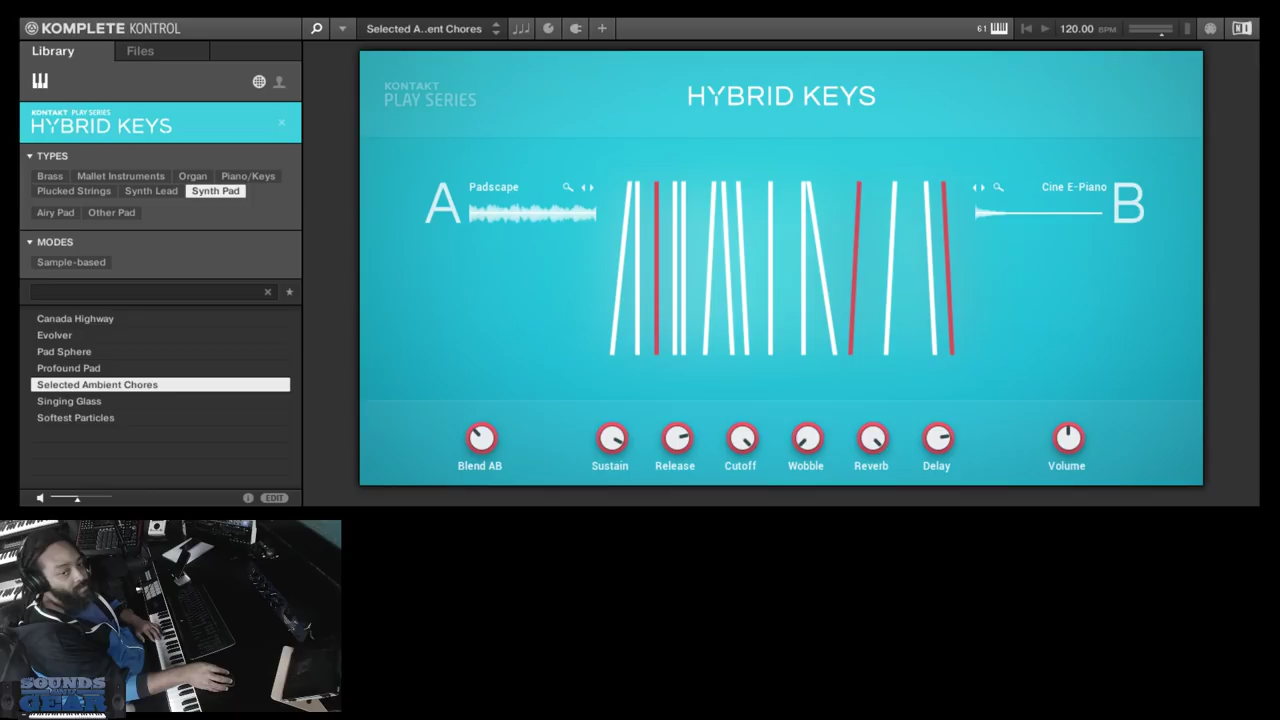 KOMPLETE KONTROL
Selected A..ent Chores
61
120.00 BPM
Library
Files
KONTAKT PLAY SERIES
HYBRID KEYS
TYPES
Brass
Mallet Instruments
Organ
Piano/Keys
Plucked Strings
Synth Lead
Synth Pad
Airy Pad
Other Pad
MODES
Sample-based
Canada Highway
Evolver
Pad Sphere
Profound Pad
Selected Ambient Chores
Singing Glass
Softest Particles
EDIT
KONTAKT
PLAY SERIES
HYBRID KEYS
A
Padscape
Cine E-Piano
B
Blend AB
Sustain
Release
Cutoff
Wobble
Reverb
Delay
Volume
SOUNDS
GEAR